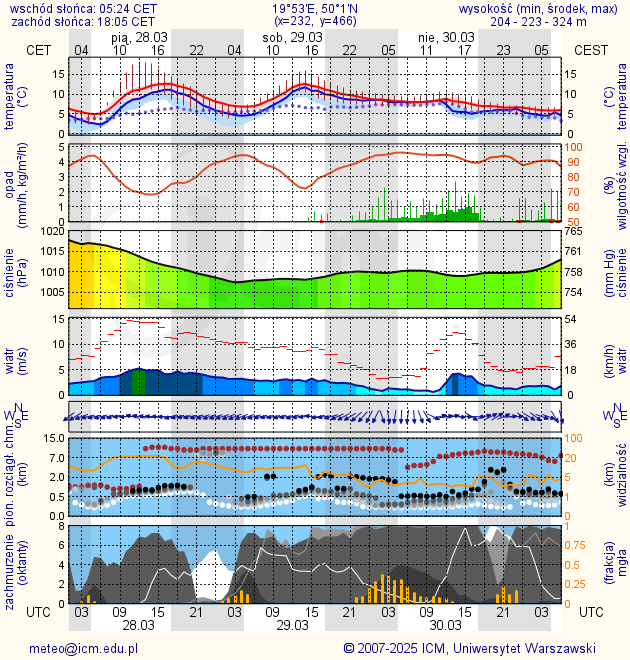 wschód słońca: 05:24 CET 19°53'E, 50°1'N wysokość (min, środek, max)
zachód słońca: 18:05 CET (x=232, y=466) 204 - 223 - 324 m
pią, 28.03 sob, 29.03 nie, 30.03
CET 04 10 16 22 04 10 16 22 05 11 17 23 05 CEST
temperatura (°C) 15 10 5 0 15 10 5 0 (°C) temperatura
opad (mm/h, kg/m²/h) 5 4 3 2 1 0 100 90 80 70 60 50 (%) wilgotność wzgl.
ciśnienie (hPa) 1020 1015 1010 1005 765 761 758 754 (mm Hg) ciśnienie
wiatr (m/s) 15 10 5 0 54 36 18 0 (km/h) wiatr
N W E S N W E S
pion. rozciągł. chm. (km) 15.0 7.0 2.0 0.5 0.0 100 20 5 1 0 (km) widzialność
zachmurzenie (oktanty) 8 6 4 2 0 1 0.75 0.5 0.25 0 (frakcja) mgła
UTC 03 09 15 21 03 09 15 21 03 09 15 21 03 UTC
28.03 29.03 30.03
meteo@icm.edu.pl © 2007-2025 ICM, Uniwersytet Warszawski